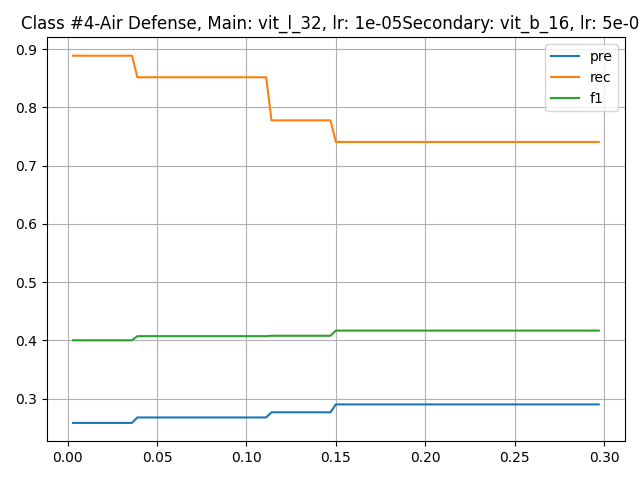 Class #4-Air Defense, Main: vit_l_32, lr: 1e-05Secondary: vit_b_16, lr: 5e-0
0.9
0.8
0.7
0.6
0.5
0.4
0.3
pre
rec
f1
0.00 0.05 0.10 0.15 0.20 0.25 0.30